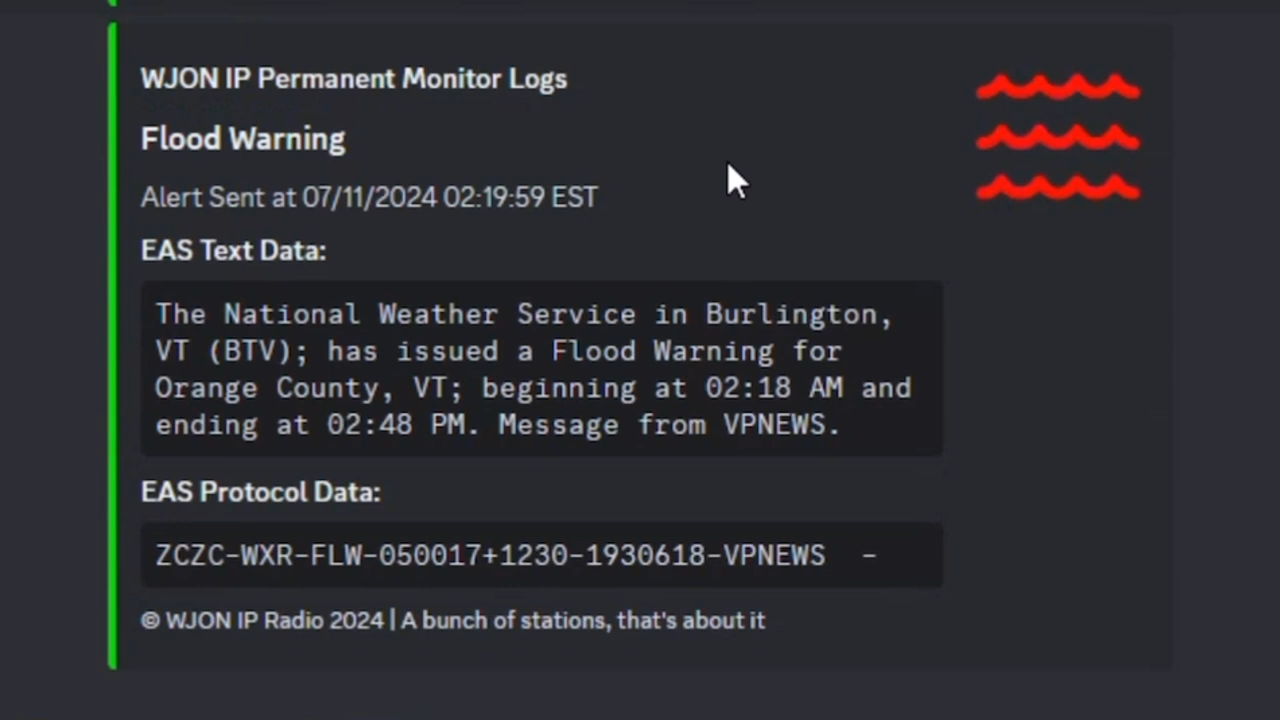 WJON IP Permanent Monitor Logs
Flood Warning
Alert Sent at 07/11/2024 02:19:59 EST
EAS Text Data:
The National Weather Service in Burlington,
VT (BTV); has issued a Flood Warning for
Orange County, VT; beginning at 02:18 AM and
ending at 02:48 PM. Message from VPNEWS.
EAS Protocol Data:
ZCZC-WXR-FLW-050017+1230-1930618-VPNEWS  -
© WJON IP Radio 2024 | A bunch of stations, that's about it